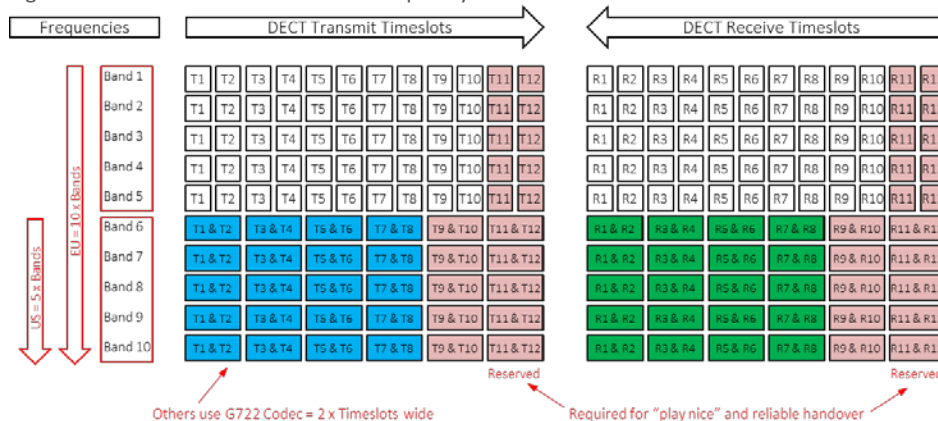 Frequencies
DECT Transmit Timeslots
DECT Receive Timeslots
Band 1 T1 T2 T3 T4 T5 T6 T7 T8 T9 T10 T11 T12 R1 R2 R3 R4 R5 R6 R7 R8 R9 R10 R11
Band 2 T1 T2 T3 T4 T5 T6 T7 T8 T9 T10 T11 T12 R1 R2 R3 R4 R5 R6 R7 R8 R9 R10 R11
Band 3 T1 T2 T3 T4 T5 T6 T7 T8 T9 T10 T11 T12 R1 R2 R3 R4 R5 R6 R7 R8 R9 R10 R11
Band 4 T1 T2 T3 T4 T5 T6 T7 T8 T9 T10 T11 T12 R1 R2 R3 R4 R5 R6 R7 R8 R9 R10 R11
Band 5 T1 T2 T3 T4 T5 T6 T7 T8 T9 T10 T11 T12 R1 R2 R3 R4 R5 R6 R7 R8 R9 R10 R11
Band 6 T1 & T2 T3 & T4 T5 & T6 T7 & T8 T9 & T10 T11 & T12 R1 & R2 R3 & R4 R5 & R6 R7 & R8 R9 & R10 R11 &
Band 7 T1 & T2 T3 & T4 T5 & T6 T7 & T8 T9 & T10 T11 & T12 R1 & R2 R3 & R4 R5 & R6 R7 & R8 R9 & R10 R11 &
Band 8 T1 & T2 T3 & T4 T5 & T6 T7 & T8 T9 & T10 T11 & T12 R1 & R2 R3 & R4 R5 & R6 R7 & R8 R9 & R10 R11 &
Band 9 T1 & T2 T3 & T4 T5 & T6 T7 & T8 T9 & T10 T11 & T12 R1 & R2 R3 & R4 R5 & R6 R7 & R8 R9 & R10 R11 &
Band 10 T1 & T2 T3 & T4 T5 & T6 T7 & T8 T9 & T10 T11 & T12 R1 & R2 R3 & R4 R5 & R6 R7 & R8 R9 & R10 R11 &
EU = 10 x Bands
US = 5 x Bands
Reserved
Reserved
Others use G722 Codec = 2 x Timeslots wide
Required for "play nice" and reliable handover